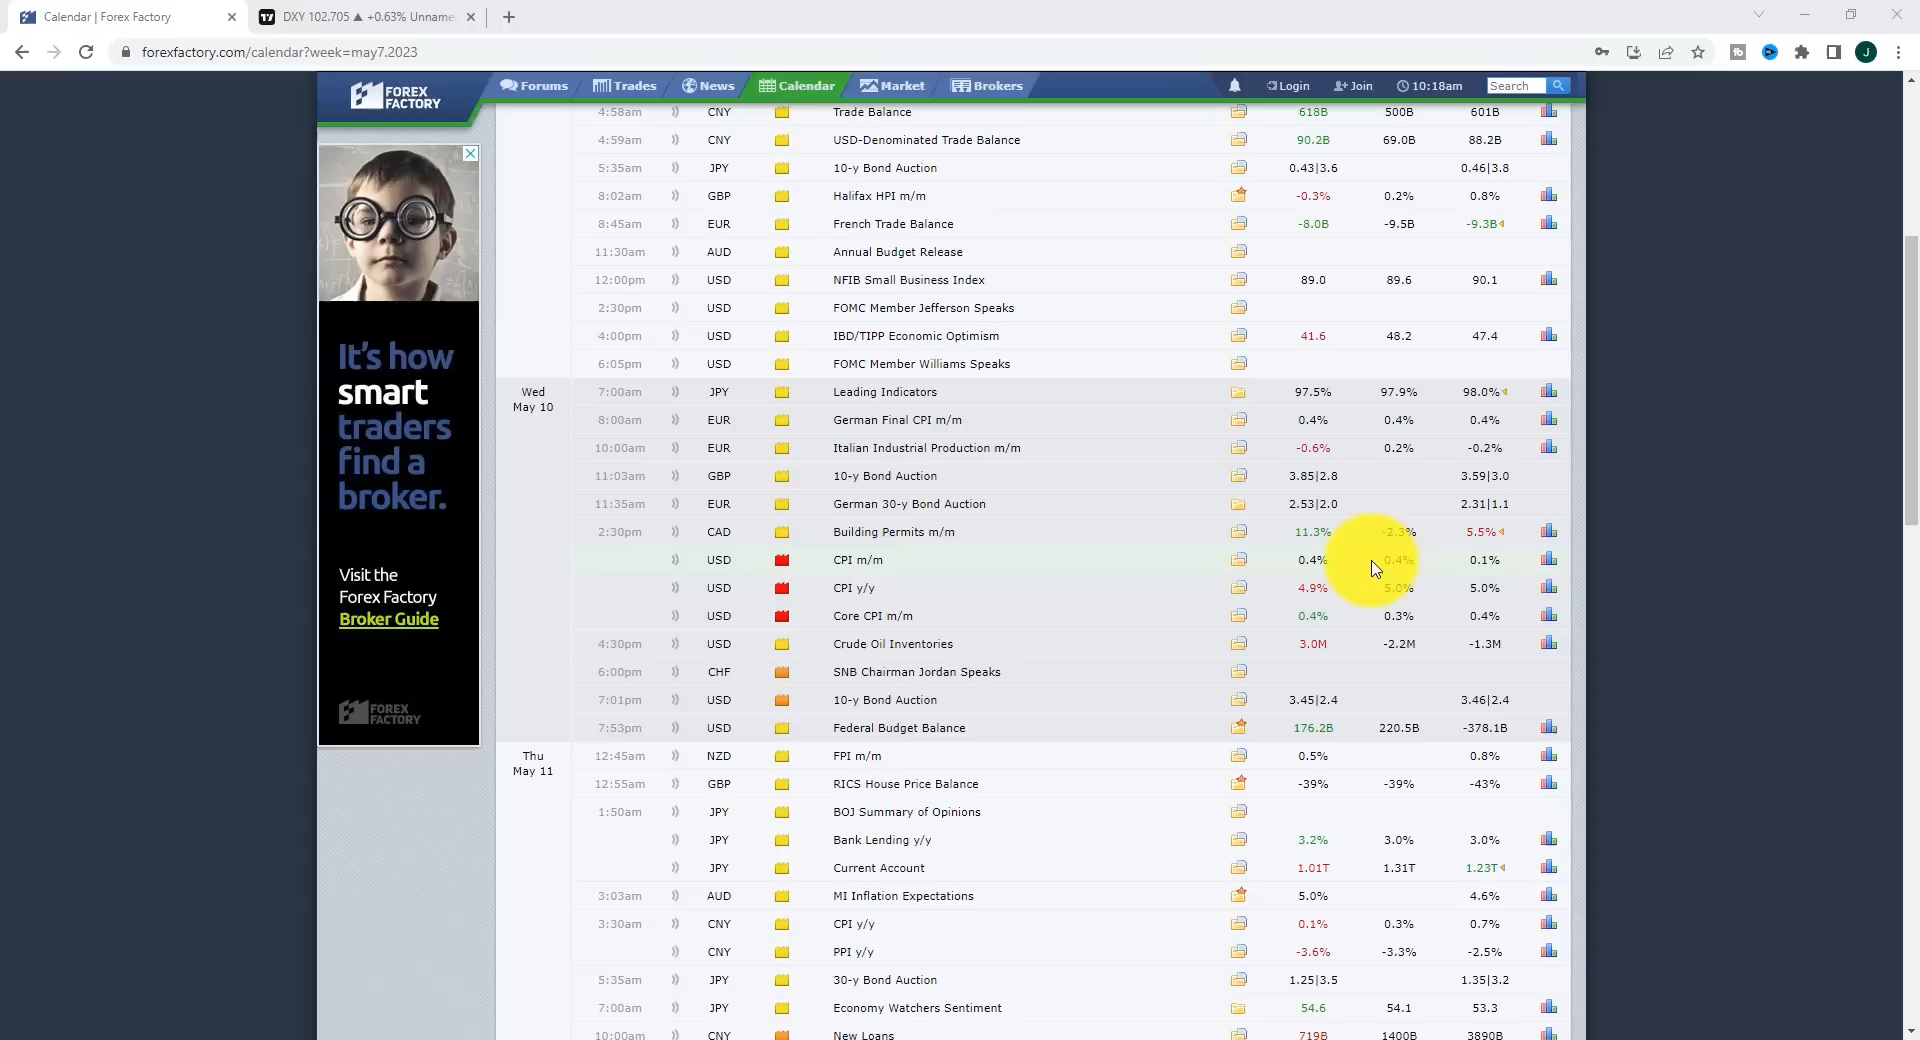 Calendar | Forex Factory
DXY 102.705 ▲ +0.63% Unname
forexfactory.com/calendar?week=may7.2023
J
FOREX FACTORY
Forums Trades News Calendar Market Brokers Login Join 10:18am Search
4:58am CNY Trade Balance 618B 500B 601B
4:59am CNY USD-Denominated Trade Balance 90.2B 69.0B 88.2B
5:35am JPY 10-y Bond Auction 0.43|3.6 0.46|3.8
8:02am GBP Halifax HPI m/m -0.3% 0.2% 0.8%
8:45am EUR French Trade Balance -8.0B -9.5B -9.3B
11:30am AUD Annual Budget Release
12:00pm USD NFIB Small Business Index 89.0 89.6 90.1
2:30pm USD FOMC Member Jefferson Speaks
4:00pm USD IBD/TIPP Economic Optimism 41.6 48.2 47.4
6:05pm USD FOMC Member Williams Speaks
Wed May 10 7:00am JPY Leading Indicators 97.5% 97.9% 98.0%
8:00am EUR German Final CPI m/m 0.4% 0.4% 0.4%
10:00am EUR Italian Industrial Production m/m -0.6% 0.2% -0.2%
11:03am GBP 10-y Bond Auction 3.85|2.8 3.59|3.0
11:35am EUR German 30-y Bond Auction 2.53|2.0 2.31|1.1
2:30pm CAD Building Permits m/m 11.3% -2.3% 5.5%
USD CPI m/m 0.4% 0.4% 0.1%
USD CPI y/y 4.9% 5.0% 5.0%
USD Core CPI m/m 0.4% 0.3% 0.4%
4:30pm USD Crude Oil Inventories 3.0M -2.2M -1.3M
6:00pm CHF SNB Chairman Jordan Speaks
7:01pm USD 10-y Bond Auction 3.45|2.4 3.46|2.4
7:53pm USD Federal Budget Balance 176.2B 220.5B -378.1B
Thu May 11 12:45am NZD FPI m/m 0.5% 0.8%
12:55am GBP RICS House Price Balance -39% -39% -43%
1:50am JPY BOJ Summary of Opinions
JPY Bank Lending y/y 3.2% 3.0% 3.0%
JPY Current Account 1.01T 1.31T 1.23T
3:03am AUD MI Inflation Expectations 5.0% 4.6%
3:30am CNY CPI y/y 0.1% 0.3% 0.7%
CNY PPI y/y -3.6% -3.3% -2.5%
5:35am JPY 30-y Bond Auction 1.25|3.5 1.35|3.2
7:00am JPY Economy Watchers Sentiment 54.6 54.1 53.3
10:00am CNY New Loans 719B 1400B 3890B
It's how
smart
traders
find a
broker.
Visit the
Forex Factory
Broker Guide
FOREX
FACTORY